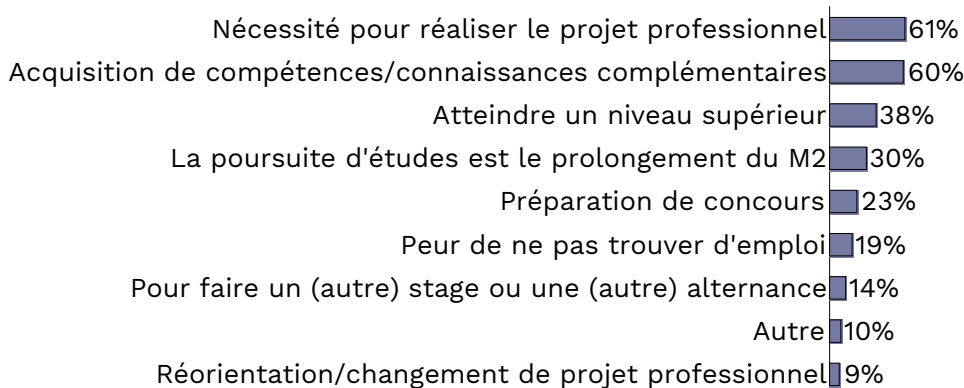 Nécessité pour réaliser le projet professionnel 61%
Acquisition de compétences/connaissances complémentaires 60%
Atteindre un niveau supérieur 38%
La poursuite d'études est le prolongement du M2 30%
Préparation de concours 23%
Peur de ne pas trouver d'emploi 19%
Pour faire un (autre) stage ou une (autre) alternance 14%
Autre 10%
Réorientation/changement de projet professionnel 9%